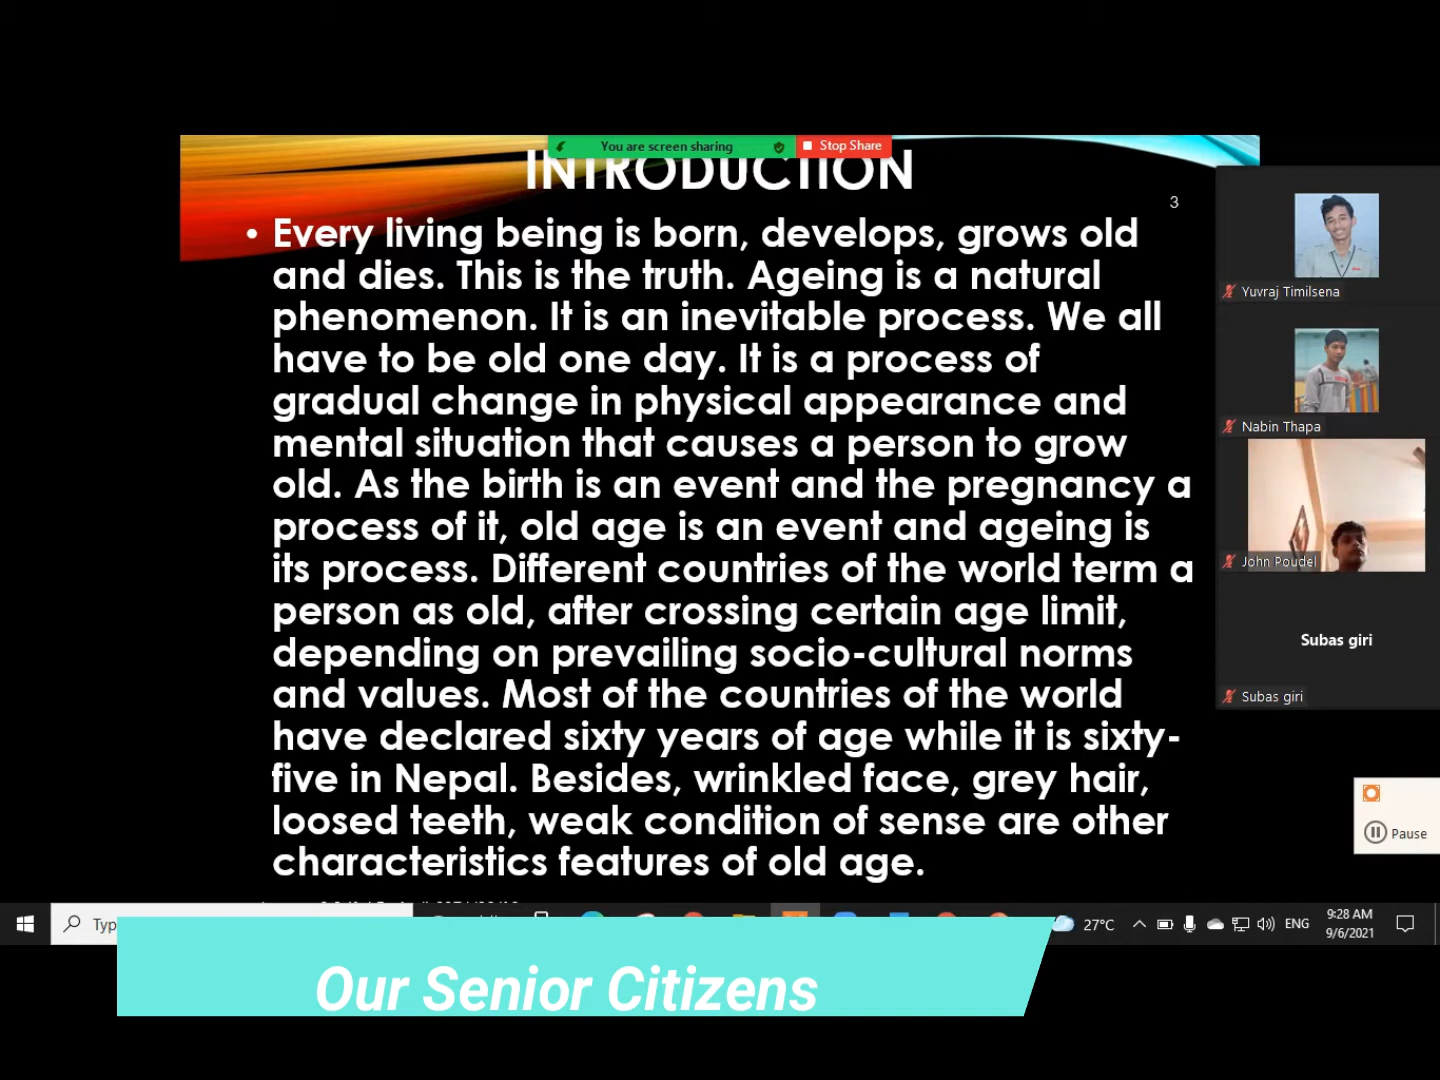 You are screen sharing
Stop Share
INTRODUCTION
3
• Every living being is born, develops, grows old
and dies. This is the truth. Ageing is a natural
phenomenon. It is an inevitable process. We all
have to be old one day. It is a process of
gradual change in physical appearance and
mental situation that causes a person to grow
old. As the birth is an event and the pregnancy a
process of it, old age is an event and ageing is
its process. Different countries of the world term a
person as old, after crossing certain age limit,
depending on prevailing socio-cultural norms
and values. Most of the countries of the world
have declared sixty years of age while it is sixty-
five in Nepal. Besides, wrinkled face, grey hair,
loosed teeth, weak condition of sense are other
characteristics features of old age.
Yuvraj Timilsena
Nabin Thapa
John Poudel
Subas giri
Subas giri
Pause
Typ
27°C
ENG
9:28 AM
9/6/2021
Our Senior Citizens